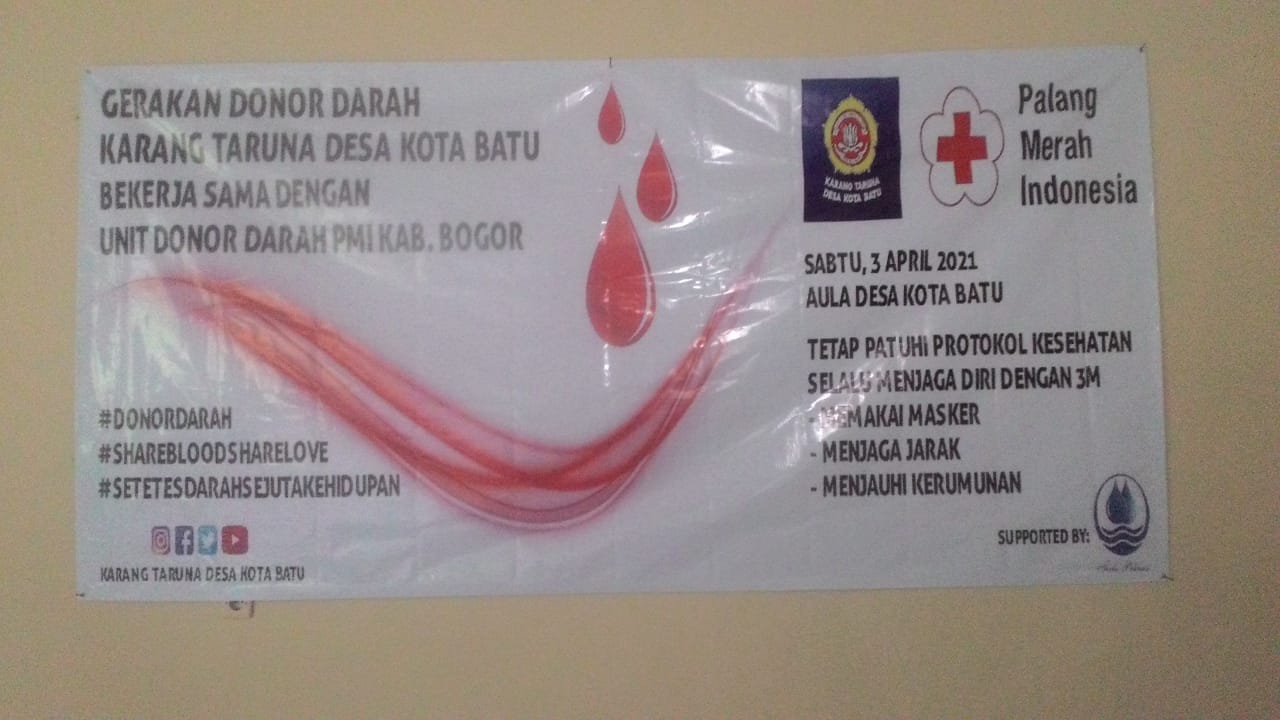 GERAKAN DONOR DARAH
KARANG TARUNA DESA KOTA BATU
BEKERJA SAMA DENGAN
UNIT DONOR DARAH PMI KAB. BOGOR
#DONORDARAH
#SHAREBLOODSHARELOVE
#SETETESDARAHSEJUTAKEHIDUPAN
KARANG TARUNA DESA KOTA BATU
KARANG TARUNA
DESA KOTA BATU
Palang
Merah
Indonesia
SABTU, 3 APRIL 2021
AULA DESA KOTA BATU
TETAP PATUHI PROTOKOL KESEHATAN
SELALU MENJAGA DIRI DENGAN 3M
- MEMAKAI MASKER
- MENJAGA JARAK
- MENJAUHI KERUMUNAN
SUPPORTED BY: